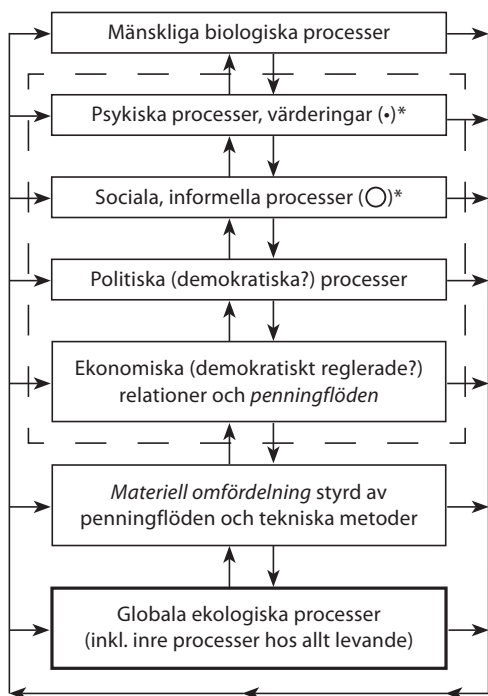 Mänskliga biologiska processer
Psykiska processer, värderingar (•)*
Sociala, informella processer (◯)*
Politiska (demokratiska?) processer
Ekonomiska (demokratiskt reglerade?)
relationer och penningflöden
Materiell omfördelning styrd av
penningflöden och tekniska metoder
Globala ekologiska processer
(inkl. inre processer hos allt levande)